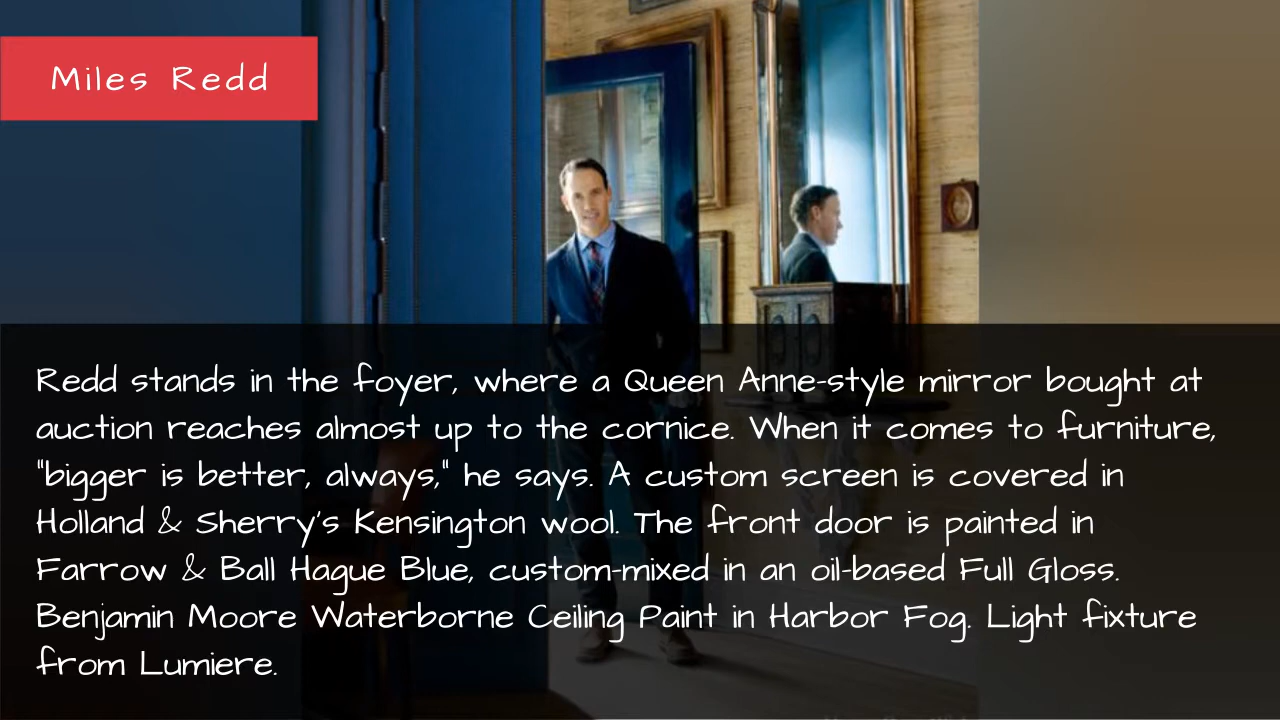 Miles Redd
Redd stands in the foyer, where a Queen Anne-style mirror bought at
auction reaches almost up to the cornice. When it comes to furniture,
"bigger is better, always," he says. A custom screen is covered in
Holland & Sherry's Kensington wool. The front door is painted in
Farrow & Ball Hague Blue, custom-mixed in an oil-based Full Gloss.
Benjamin Moore Waterborne Ceiling Paint in Harbor Fog. Light fixture
from Lumiere.